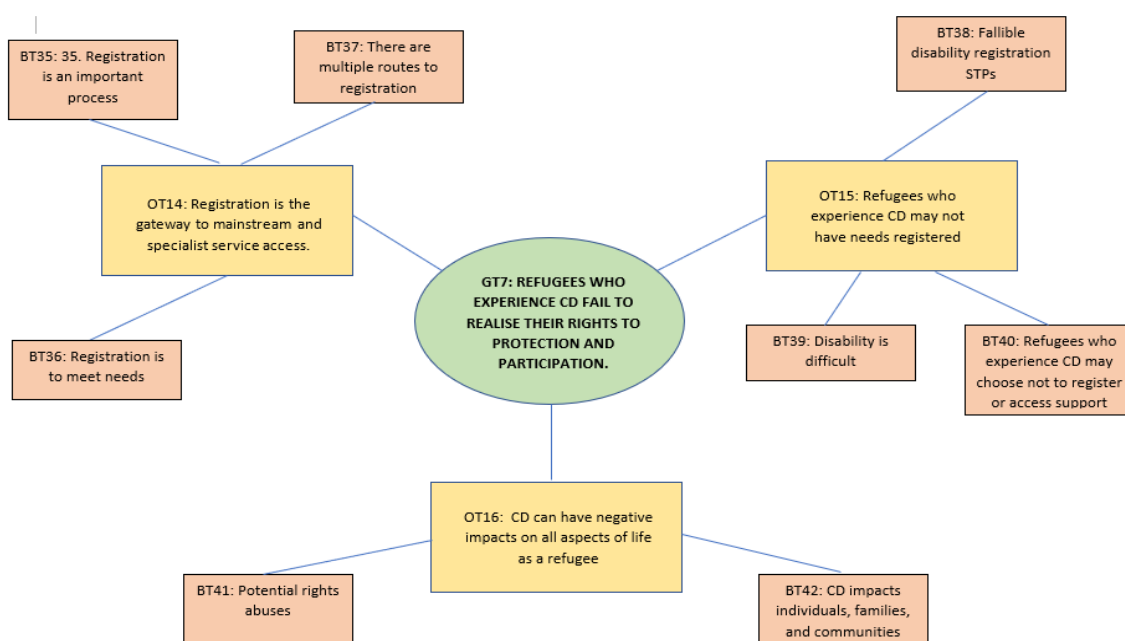 BT35: 35. Registration
is an important
process
BT37: There are
multiple routes to
registration
BT38: Fallible
disability registration
STPs
OT14: Registration is the
gateway to mainstream and
specialist service access.
OT15: Refugees who
experience CD may not
have needs registered
GT7: REFUGEES WHO
EXPERIENCE CD FAIL TO
REALISE THEIR RIGHTS TO
PROTECTION AND
PARTICIPATION.
BT36: Registration is
to meet needs
BT39: Disability is
difficult
BT40: Refugees who
experience CD may
choose not to register
or access support
OT16:  CD can have negative
impacts on all aspects of life
as a refugee
BT41: Potential rights
abuses
BT42: CD impacts
individuals, families,
and communities